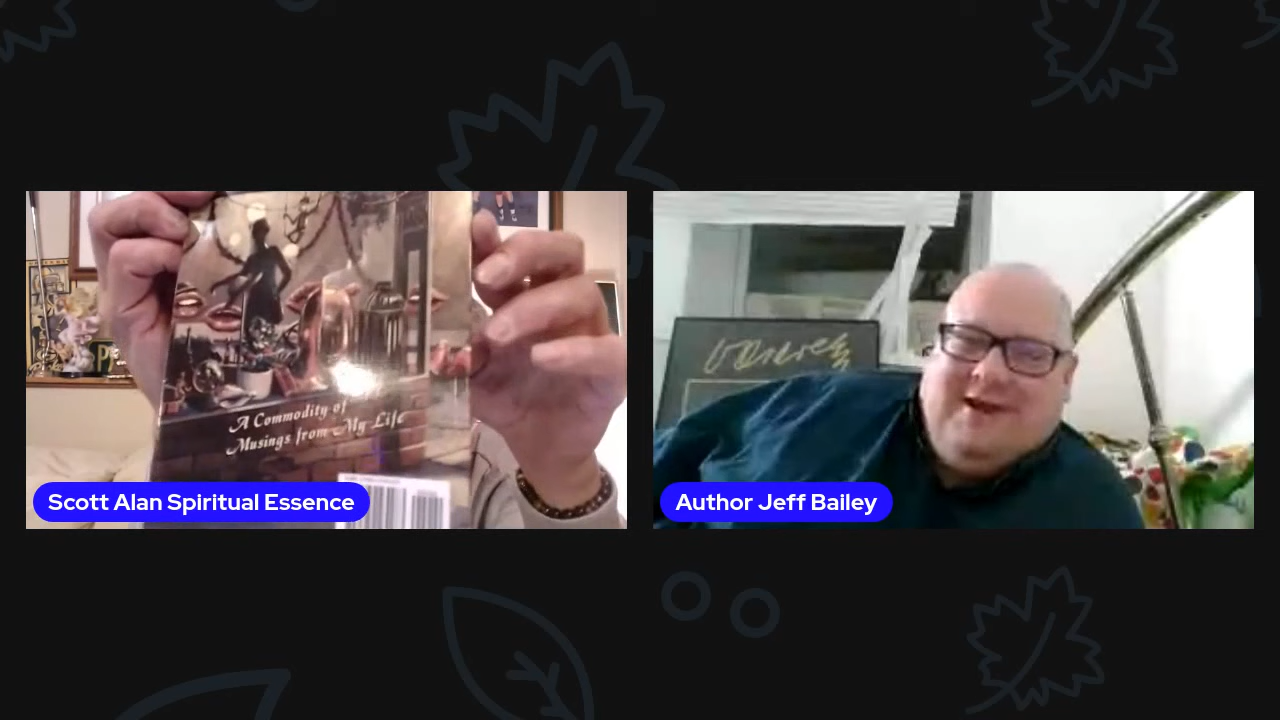 A Commodity of
Musings from My Life
Scott Alan Spiritual Essence
Author Jeff Bailey